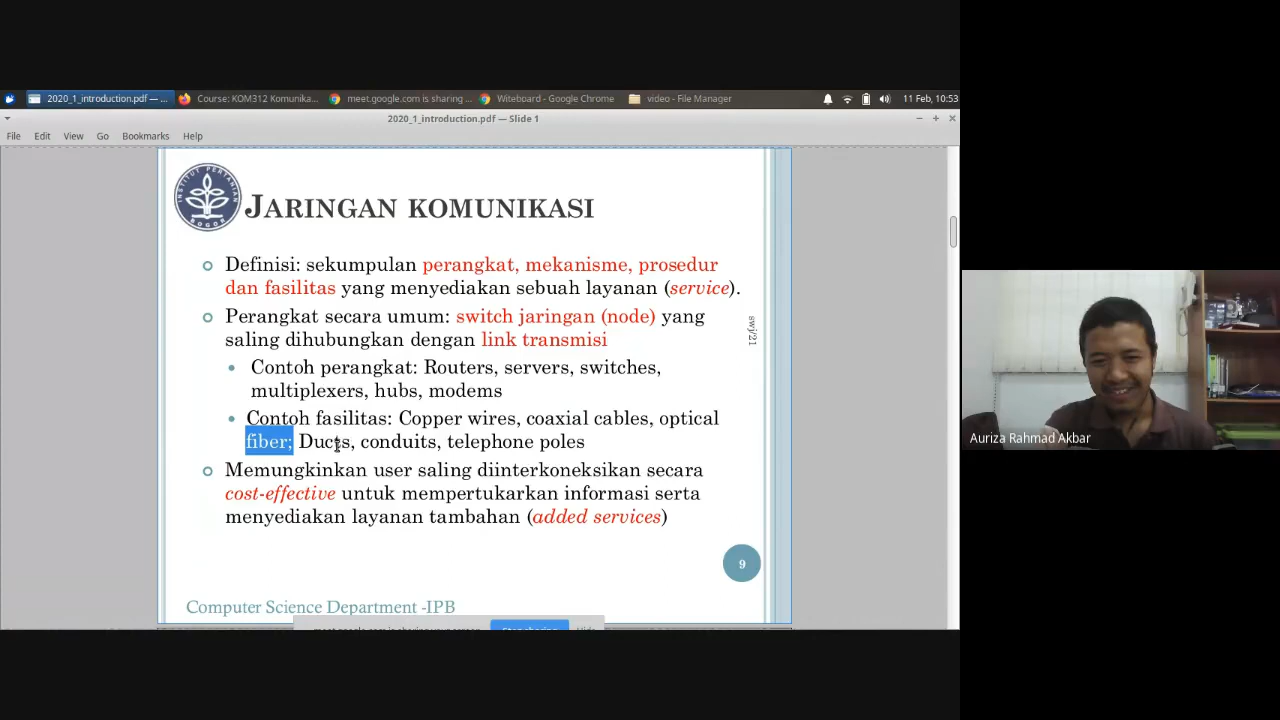 2020_1_introduction.pdf — ...
Course: KOM312 Komunika...
meet.google.com is sharing ...
Witeboard - Google Chrome
video - File Manager
11 Feb, 10:53
2020_1_introduction.pdf — Slide 1
File Edit View Go Bookmarks Help
INSTITUT PERTANIAN
BOGOR
JARINGAN KOMUNIKASI
Definisi: sekumpulan perangkat, mekanisme, prosedur
dan fasilitas yang menyediakan sebuah layanan (service).
Perangkat secara umum: switch jaringan (node) yang
saling dihubungkan dengan link transmisi
Contoh perangkat: Routers, servers, switches,
multiplexers, hubs, modems
Contoh fasilitas: Copper wires, coaxial cables, optical
fiber; Ducts, conduits, telephone poles
Memungkinkan user saling diinterkoneksikan secara
cost-effective untuk mempertukarkan informasi serta
menyediakan layanan tambahan (added services)
swj/21
9
Computer Science Department -IPB
Auriza Rahmad Akbar